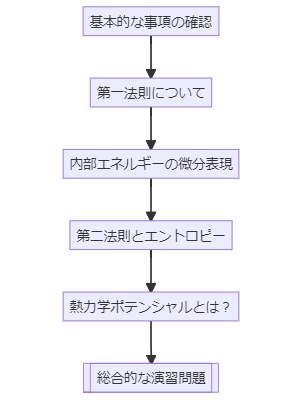 基本的な事項の確認
第一法則について
内部エネルギーの微分表現
第二法則とエントロピー
熱力学ポテンシャルとは？
総合的な演習問題